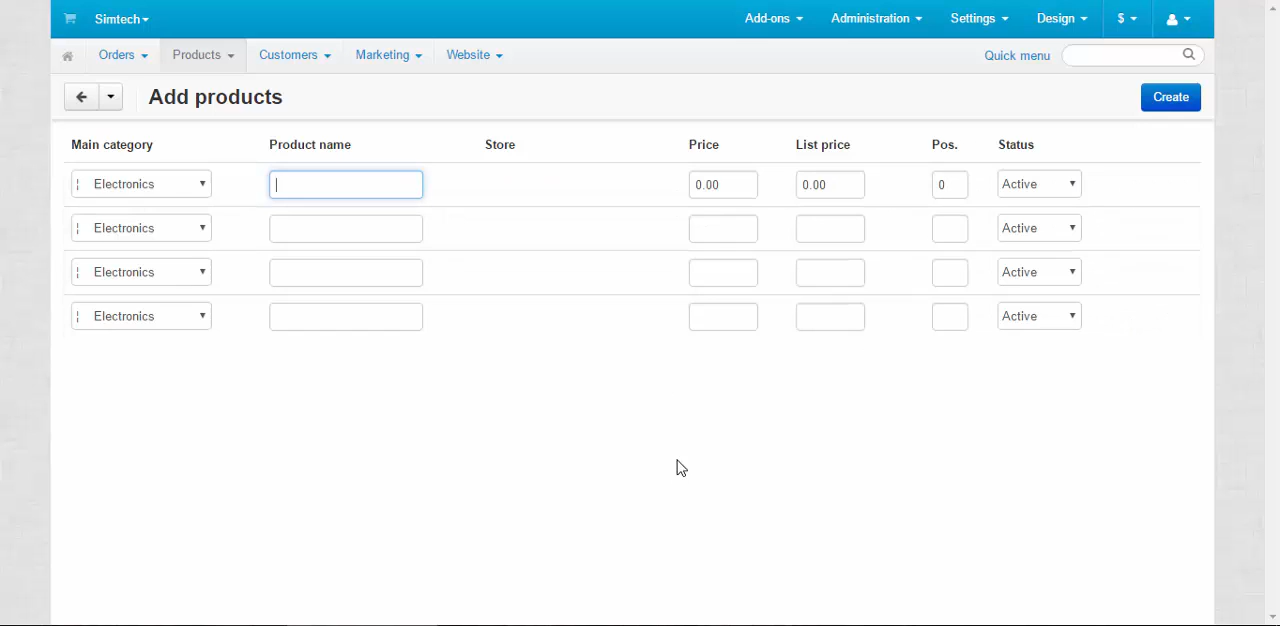 Simtech Add-ons Administration Settings Design $
Orders Products Customers Marketing Website Quick menu
Add products Create
Main category Product name Store Price List price Pos. Status
¦ Electronics 0.00 0.00 0 Active
¦ Electronics Active
¦ Electronics Active
¦ Electronics Active